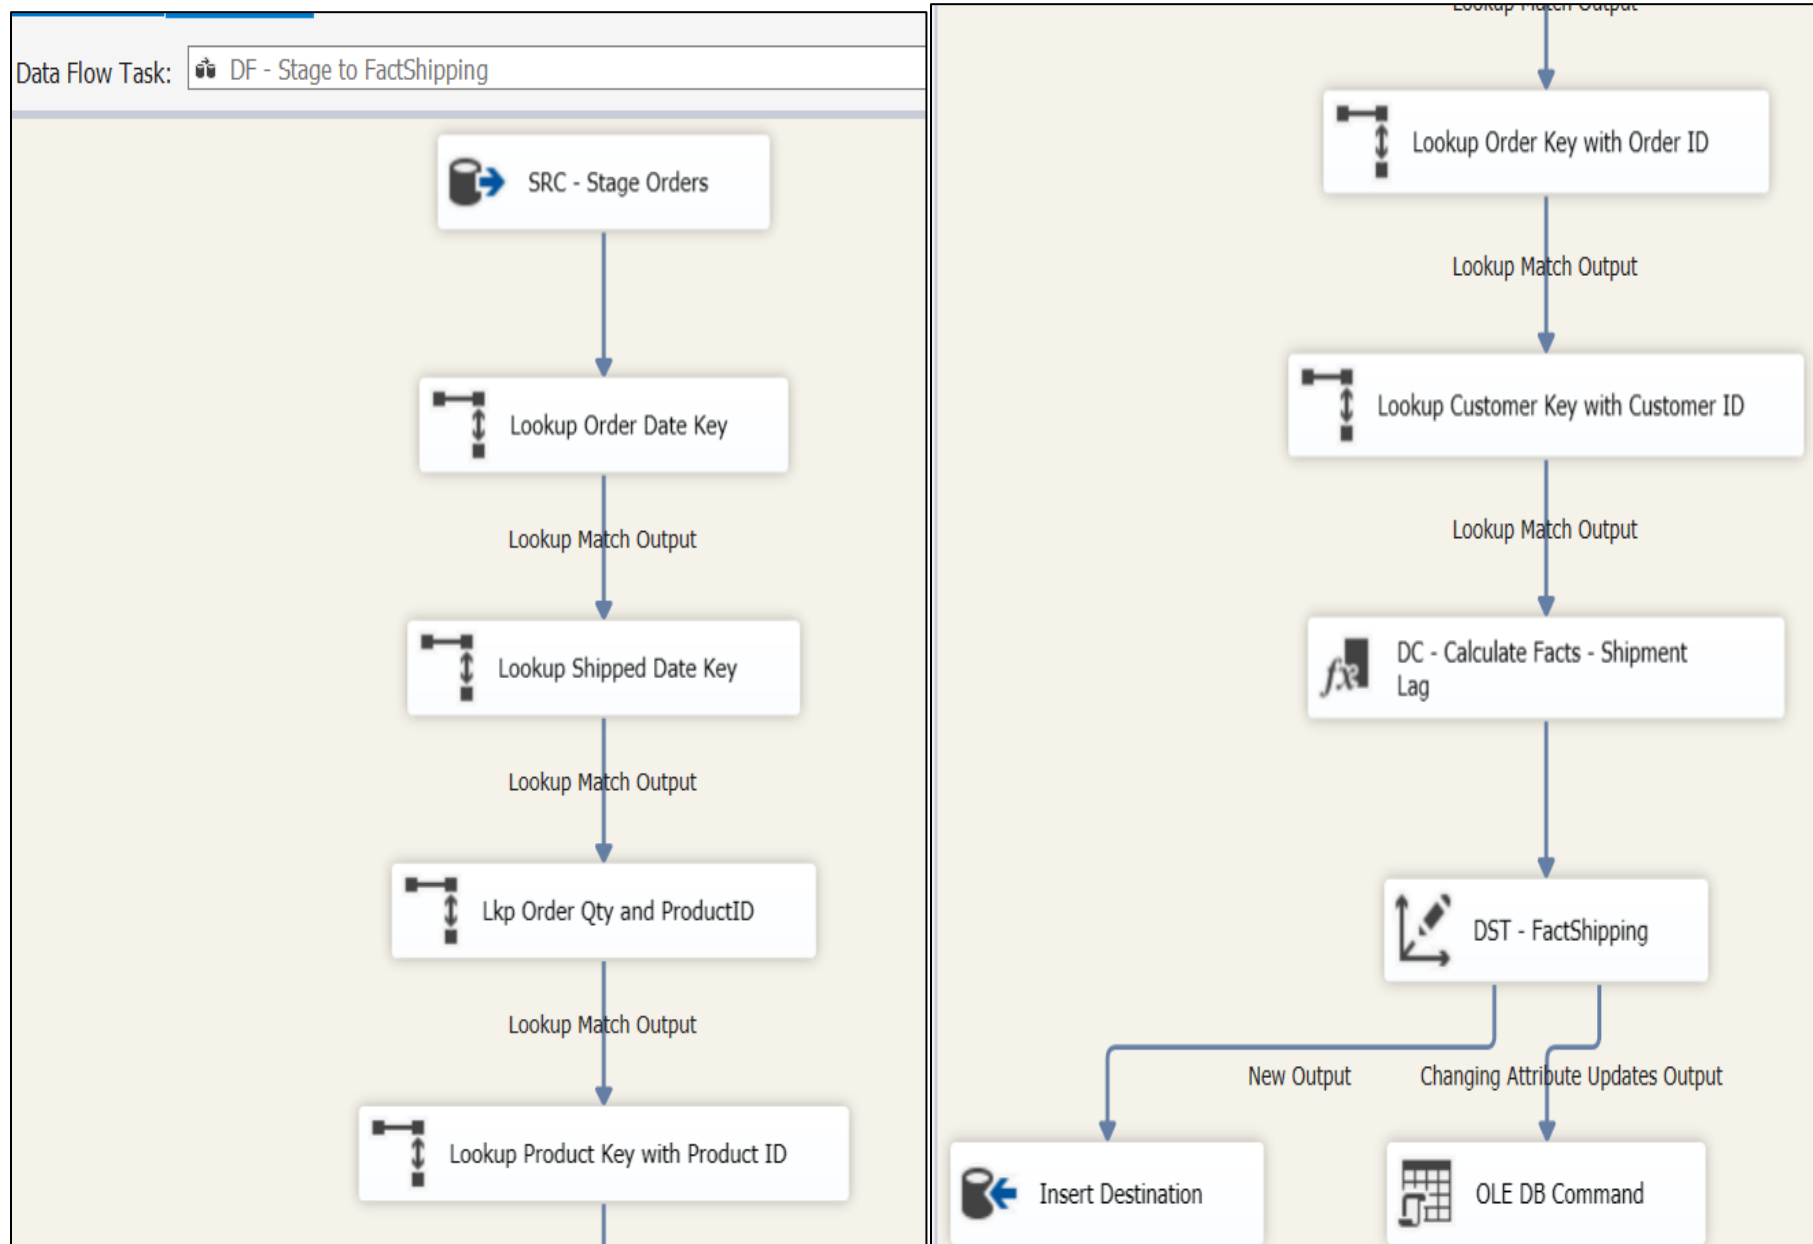 Data Flow Task:
DF - Stage to FactShipping
SRC - Stage Orders
Lookup Order Date Key
Lookup Match Output
Lookup Shipped Date Key
Lookup Match Output
Lkp Order Qty and ProductID
Lookup Match Output
Lookup Product Key with Product ID
Lookup Match Output
Lookup Order Key with Order ID
Lookup Match Output
Lookup Customer Key with Customer ID
Lookup Match Output
DC - Calculate Facts - Shipment
Lag
DST - FactShipping
New Output
Changing Attribute Updates Output
Insert Destination
OLE DB Command